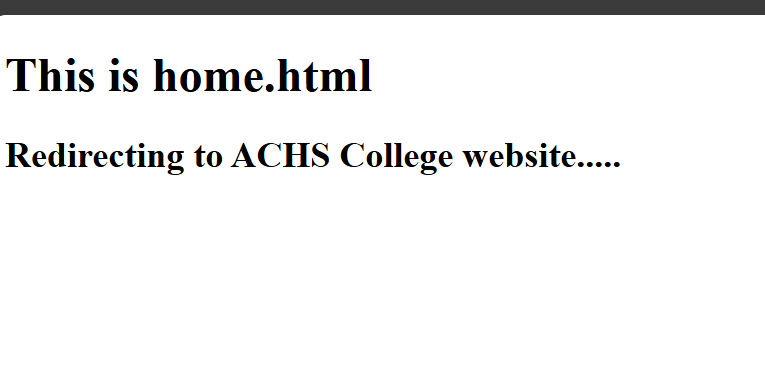 This is home.html
Redirecting to ACHS College website.....